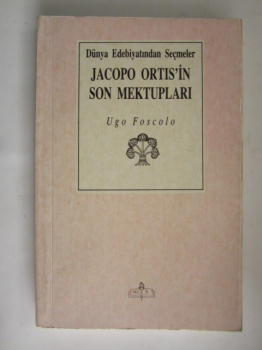 Dünya Edebiyatından Seçmeler
JACOPO ORTIS'İN
SON MEKTUPLARI
Ugo Foscolo